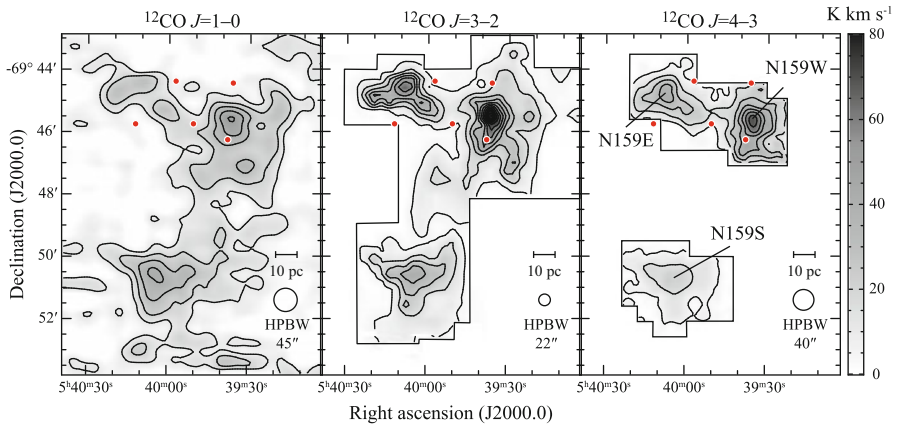 ¹²CO J=1–0
¹²CO J=3–2
¹²CO J=4–3
K km s⁻¹
80
60
40
20
0
-69° 44′
46′
48′
50′
52′
Declination (J2000.0)
N159W
N159E
N159S
10 pc
HPBW
45″
10 pc
HPBW
22″
10 pc
HPBW
40″
5ʰ40ᵐ30ˢ
40ᵐ00ˢ
39ᵐ30ˢ
5ʰ40ᵐ30ˢ
40ᵐ00ˢ
39ᵐ30ˢ
5ʰ40ᵐ30ˢ
40ᵐ00ˢ
39ᵐ30ˢ
Right ascension (J2000.0)